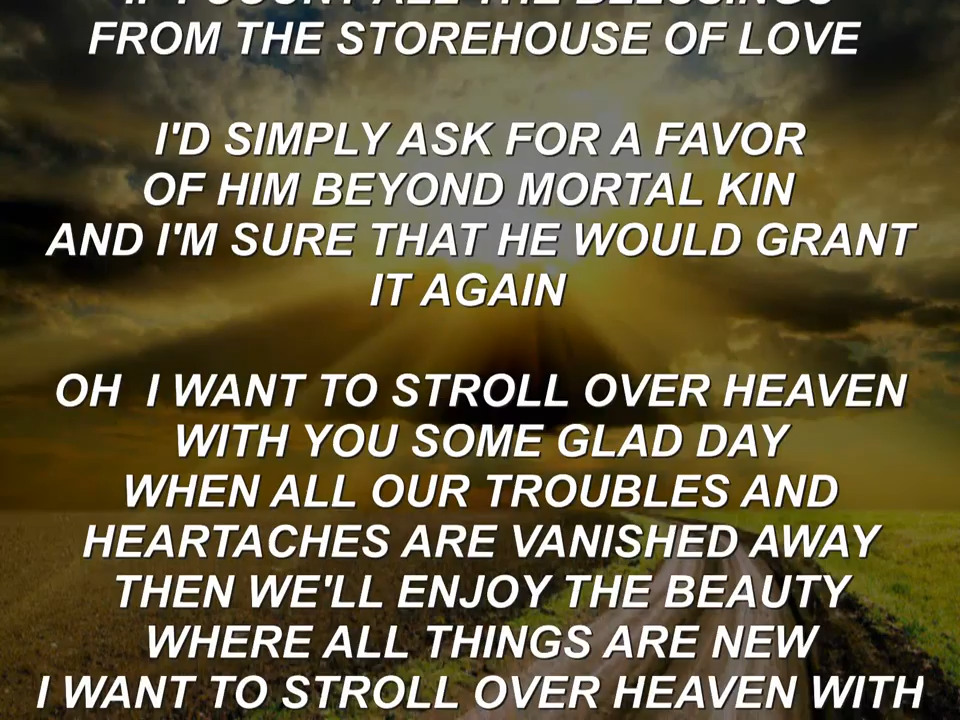 IF I COUNT ALL THE BLESSINGS
FROM THE STOREHOUSE OF LOVE
I'D SIMPLY ASK FOR A FAVOR
OF HIM BEYOND MORTAL KIN
AND I'M SURE THAT HE WOULD GRANT
IT AGAIN
OH I WANT TO STROLL OVER HEAVEN
WITH YOU SOME GLAD DAY
WHEN ALL OUR TROUBLES AND
HEARTACHES ARE VANISHED AWAY
THEN WE'LL ENJOY THE BEAUTY
WHERE ALL THINGS ARE NEW
I WANT TO STROLL OVER HEAVEN WITH